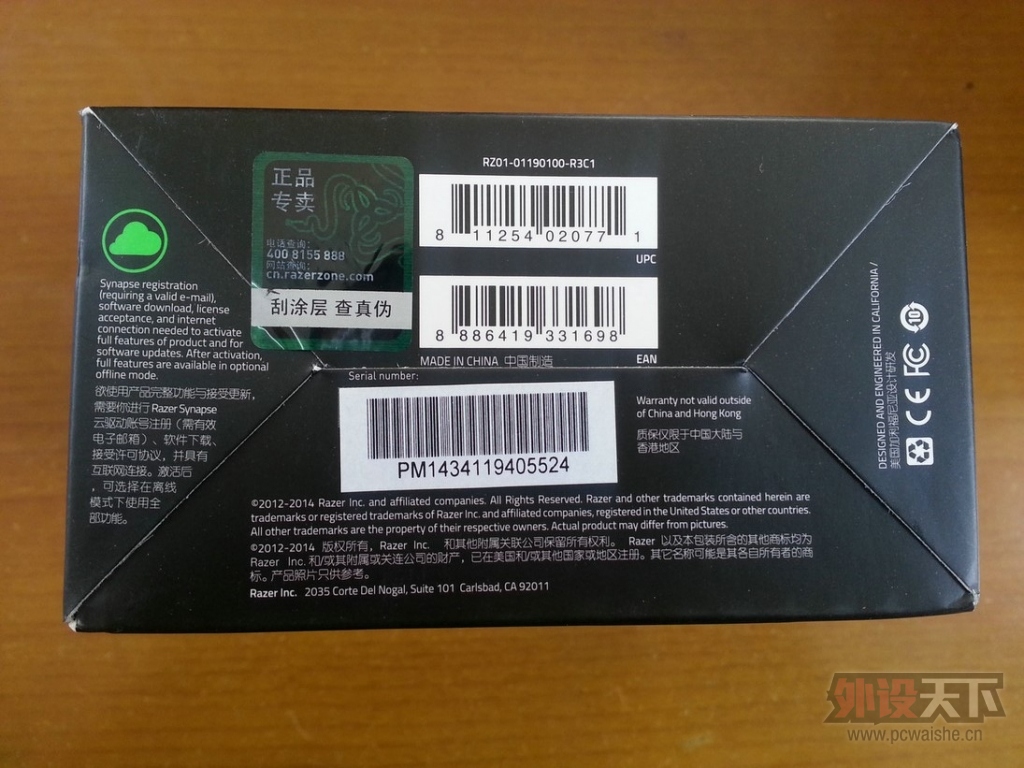 RZ01-01190100-R3C1
正品
专卖
电话查询:
400 8155 888
网站查询:
cn.razerzone.com
刮涂层 查真伪
8 11254 02077 1
UPC
8 886419 331698
MADE IN CHINA 中国制造
EAN
Synapse registration
(requiring a valid e-mail),
software download, license
acceptance, and internet
connection needed to activate
full features of product and for
software updates. After activation,
full features are available in optional
offline mode.
欲使用产品完整功能与接受更新,
需要你进行 Razer Synapse
云驱动账号注册（需有效
电子邮箱）、软件下载、
接受许可协议，并具有
互联网连接。激活后
，可选择在离线
模式下使用全
部功能。
Serial number:
PM1434119405524
Warranty not valid outside
of China and Hong Kong
质保仅限于中国大陆与
香港地区
DESIGNED AND ENGINEERED IN CALIFORNIA /
美国加利福尼亚设计研发
10
FC
CE
©2012-2014 Razer Inc. and affiliated companies. All Rights Reserved. Razer and other trademarks contained herein are
trademarks or registered trademarks of Razer Inc. and affiliated companies, registered in the United States or other countries.
All other trademarks are the property of their respective owners. Actual product may differ from pictures.
©2012-2014 版权所有，Razer Inc. 和其他附属关联公司保留所有权利。 Razer 以及本包装所含的其他商标均为
Razer Inc. 和/或其附属或关连公司的财产，已在美国和/或其他国家或地区注册。其它名称可能是其各自所有者的商
标。产品照片只供参考。
Razer Inc. 2035 Corte Del Nogal, Suite 101 Carlsbad, CA 92011
外设天下
www.pcwaishe.cn